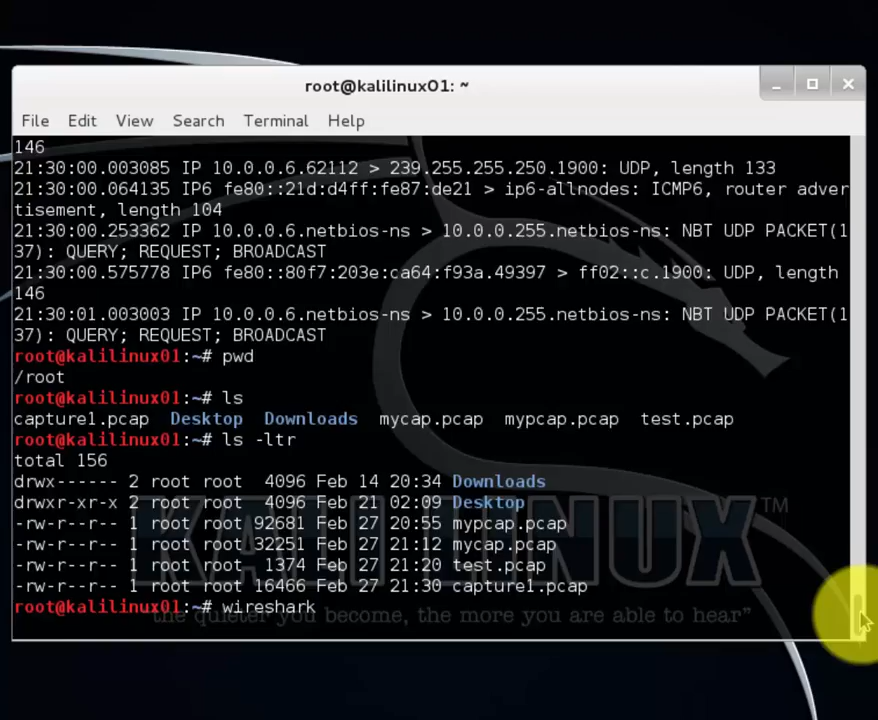 root@kalilinux01: ~
File Edit View Search Terminal Help
146
21:30:00.003085 IP 10.0.0.6.62112 > 239.255.255.250.1900: UDP, length 133
21:30:00.064135 IP6 fe80::21d:d4ff:fe87:de21 > ip6-allnodes: ICMP6, router adver
tisement, length 104
21:30:00.253362 IP 10.0.0.6.netbios-ns > 10.0.0.255.netbios-ns: NBT UDP PACKET(1
37): QUERY; REQUEST; BROADCAST
21:30:00.575778 IP6 fe80::80f7:203e:ca64:f93a.49397 > ff02::c.1900: UDP, length
146
21:30:01.003003 IP 10.0.0.6.netbios-ns > 10.0.0.255.netbios-ns: NBT UDP PACKET(1
37): QUERY; REQUEST; BROADCAST
root@kalilinux01:~# pwd
/root
root@kalilinux01:~# ls
capture1.pcap Desktop Downloads mycap.pcap mypcap.pcap test.pcap
root@kalilinux01:~# ls -ltr
total 156
drwx------ 2 root root 4096 Feb 14 20:34 Downloads
drwxr-xr-x 2 root root 4096 Feb 21 02:09 Desktop
-rw-r--r-- 1 root root 92681 Feb 27 20:55 mypcap.pcap
-rw-r--r-- 1 root root 32251 Feb 27 21:12 mycap.pcap
-rw-r--r-- 1 root root 1374 Feb 27 21:20 test.pcap
-rw-r--r-- 1 root root 16466 Feb 27 21:30 capture1.pcap
root@kalilinux01:~# wireshark
KALI LINUX™
"the quieter you become, the more you are able to hear"